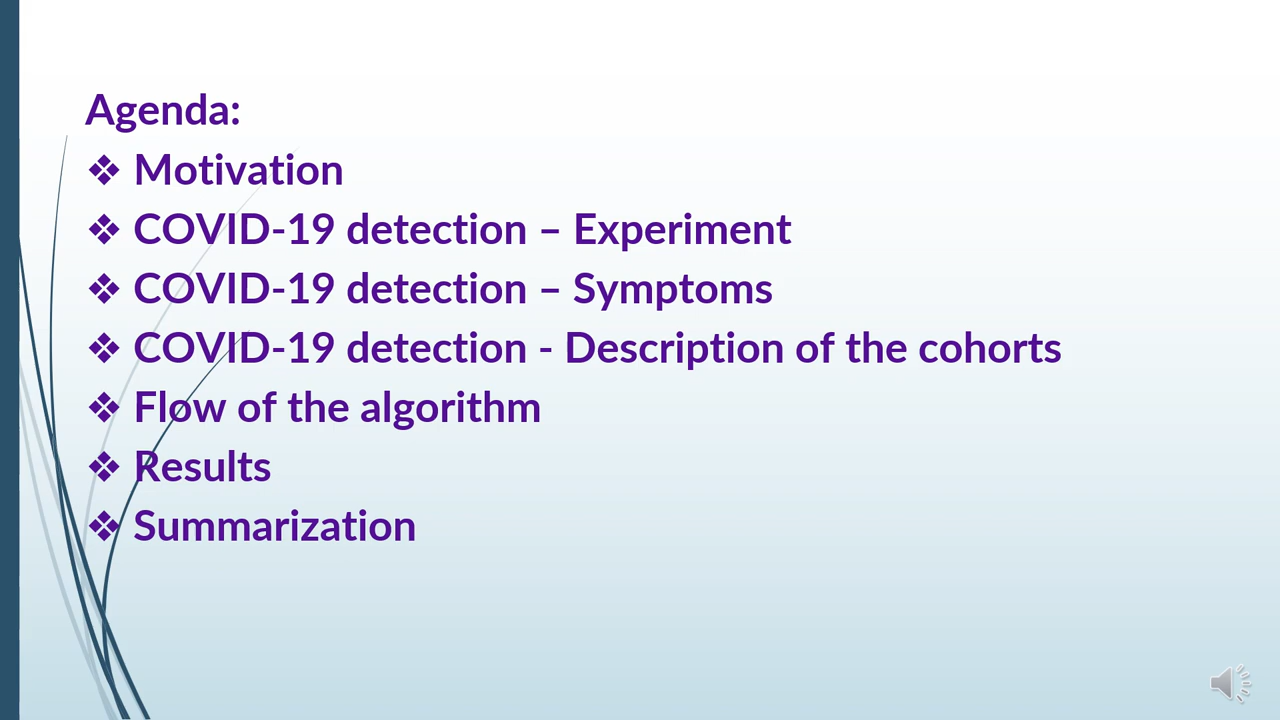 Agenda:
❖ Motivation
❖ COVID-19 detection – Experiment
❖ COVID-19 detection – Symptoms
❖ COVID-19 detection - Description of the cohorts
❖ Flow of the algorithm
❖ Results
❖ Summarization